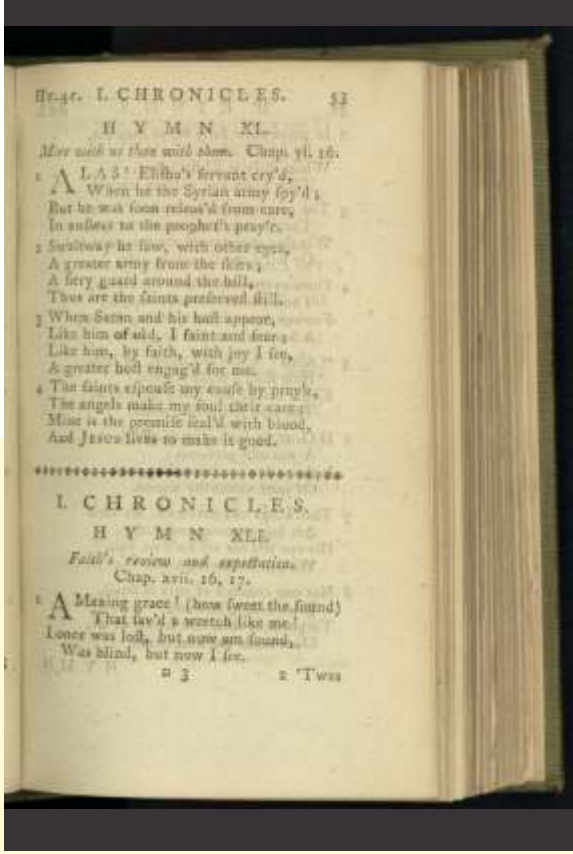 Hy. 41. I. CHRONICLES. 53
HYMN XL.
More with us than with them. Chap. vi. 16.
1 ALAS! Eliſha's ſervant cry'd,
When he the Syrian army ſpy'd;
But he was ſoon releas'd from care,
In anſwer to the prophet's pray'r.
2 Straitway he ſaw, with other eyes,
A greater army from the ſkies;
A fiery guard around the hill,
Thus are the ſaints preſerved ſtill.
3 When Satan and his hoſt appear,
Like him of old, I faint and fear;
Like him, by faith, with joy I ſee,
A greater hoſt engag'd for me.
4 The ſaints eſpouſe my cauſe by pray'r,
The angels make my ſoul their care;
Mine is the promiſe ſeal'd with blood,
And JESUS lives to make it good.
I. CHRONICLES.
HYMN XLI.
Faith's review and expectation.
Chap. xvii. 16, 17.
1 AMazing grace! (how ſweet the ſound)
That ſav'd a wretch like me!
I once was loſt, but now am found,
Was blind, but now I ſee.
D 3 2 'Twas